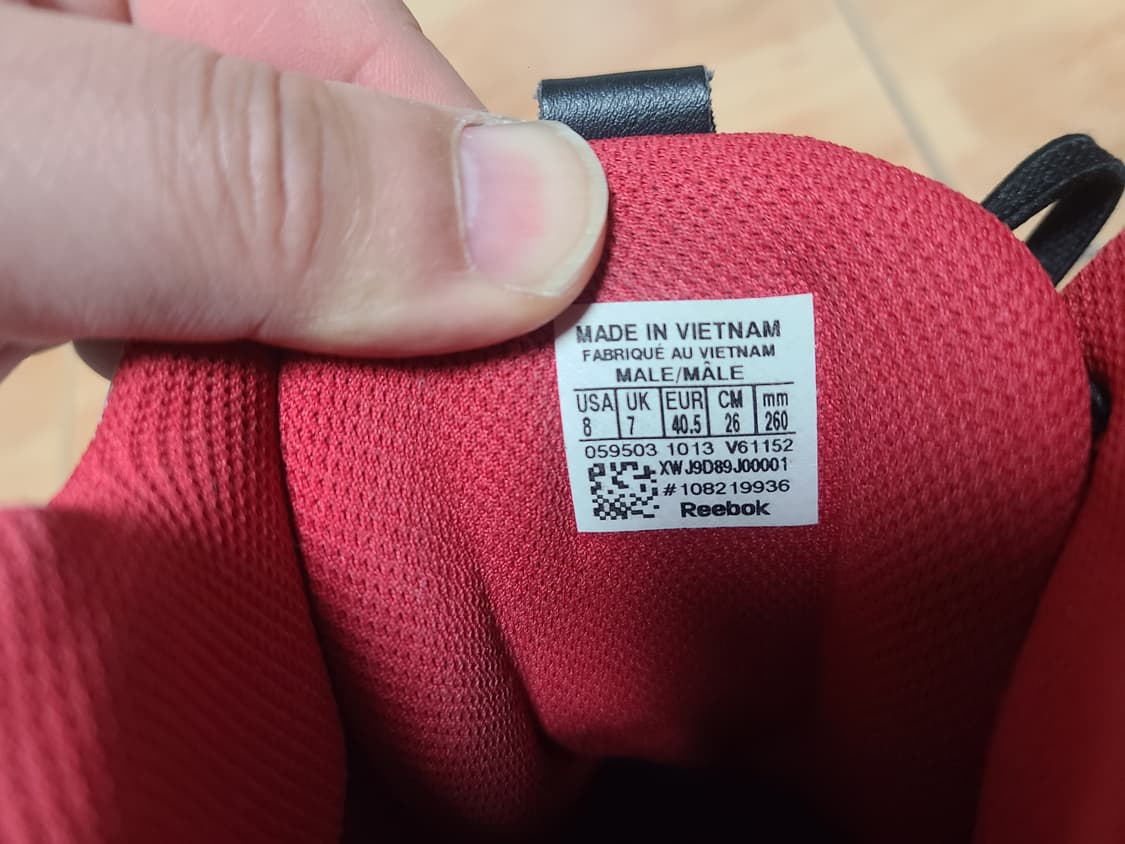 MADE IN VIETNAM
FABRIQUÉ AU VIETNAM
MALE/MÂLE
USA UK EUR CM mm
8 7 40.5 26 260
059503 1013 V61152
XWJ9D89J00001
#108219936
Reebok